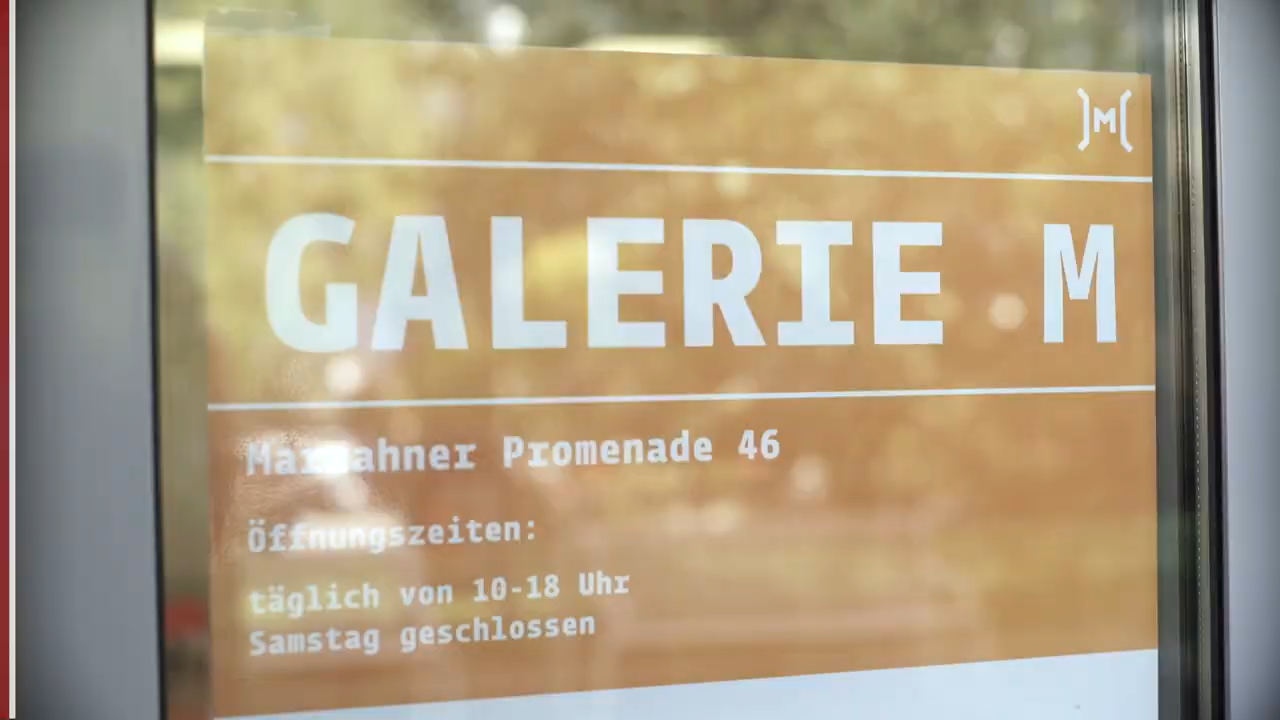 ]M[
GALERIE M
Marzahner Promenade 46
Öffnungszeiten:
täglich von 10-18 Uhr
Samstag geschlossen